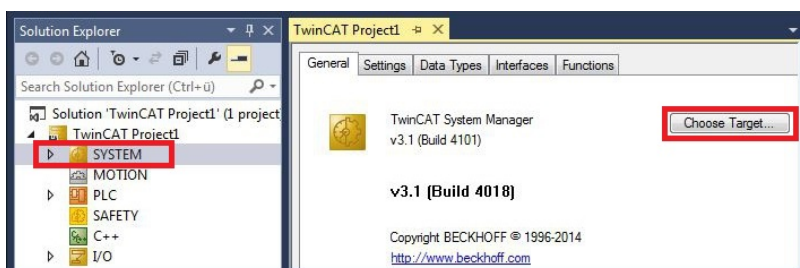 Solution Explorer
Search Solution Explorer (Ctrl+ü)
Solution 'TwinCAT Project1' (1 project
TwinCAT Project1
SYSTEM
MOTION
PLC
SAFETY
C++
I/O
TwinCAT Project1
General Settings Data Types Interfaces Functions
TwinCAT System Manager
v3.1 (Build 4101)
Choose Target...
v3.1 (Build 4018)
Copyright BECKHOFF © 1996-2014
http://www.beckhoff.com